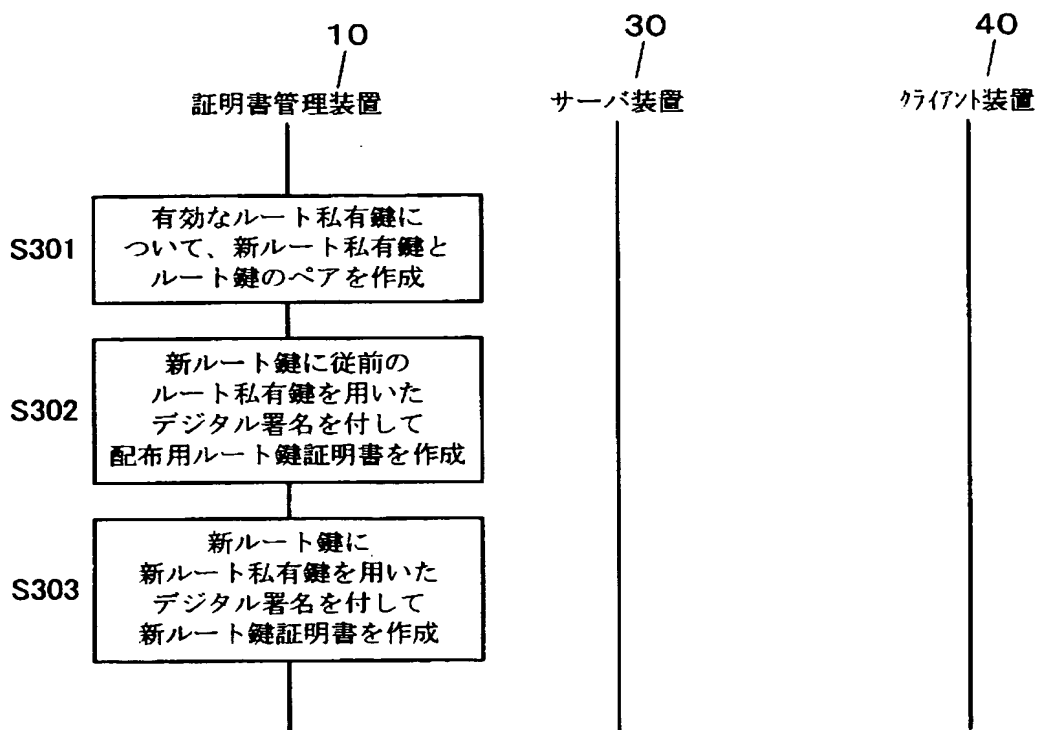 10
30
40
証明書管理装置
サーバ装置
クライアント装置
S301
有効なルート私有鍵に
ついて、新ルート私有鍵と
ルート鍵のペアを作成
S302
新ルート鍵に従前の
ルート私有鍵を用いた
デジタル署名を付して
配布用ルート鍵証明書を作成
S303
新ルート鍵に
新ルート私有鍵を用いた
デジタル署名を付して
新ルート鍵証明書を作成